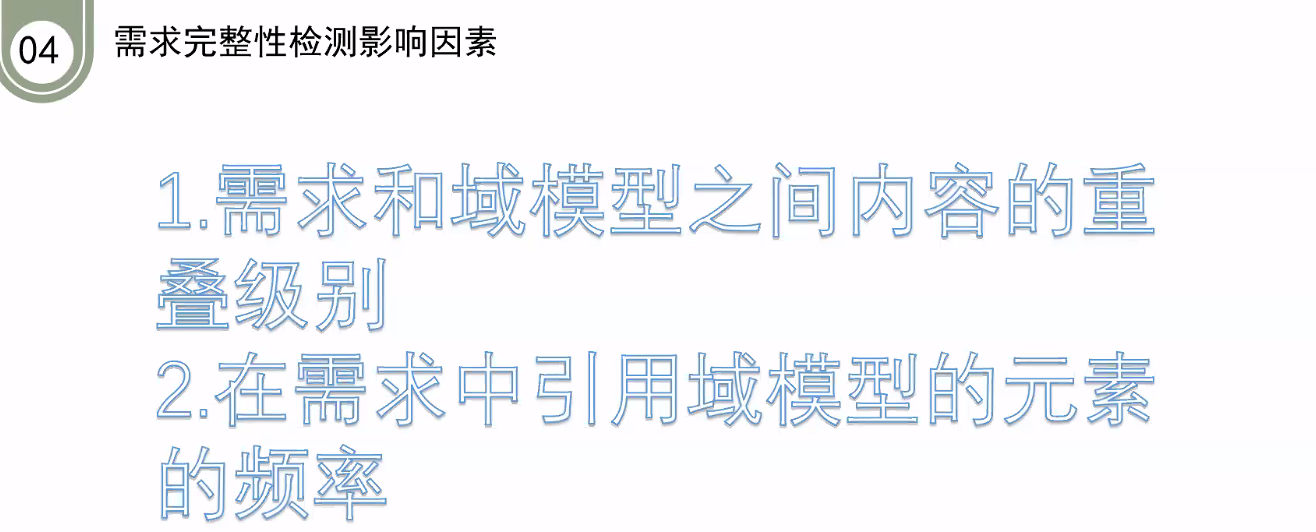 04
需求完整性检测影响因素
1.需求和域模型之间内容的重
叠级别
2.在需求中引用域模型的元素
的频率